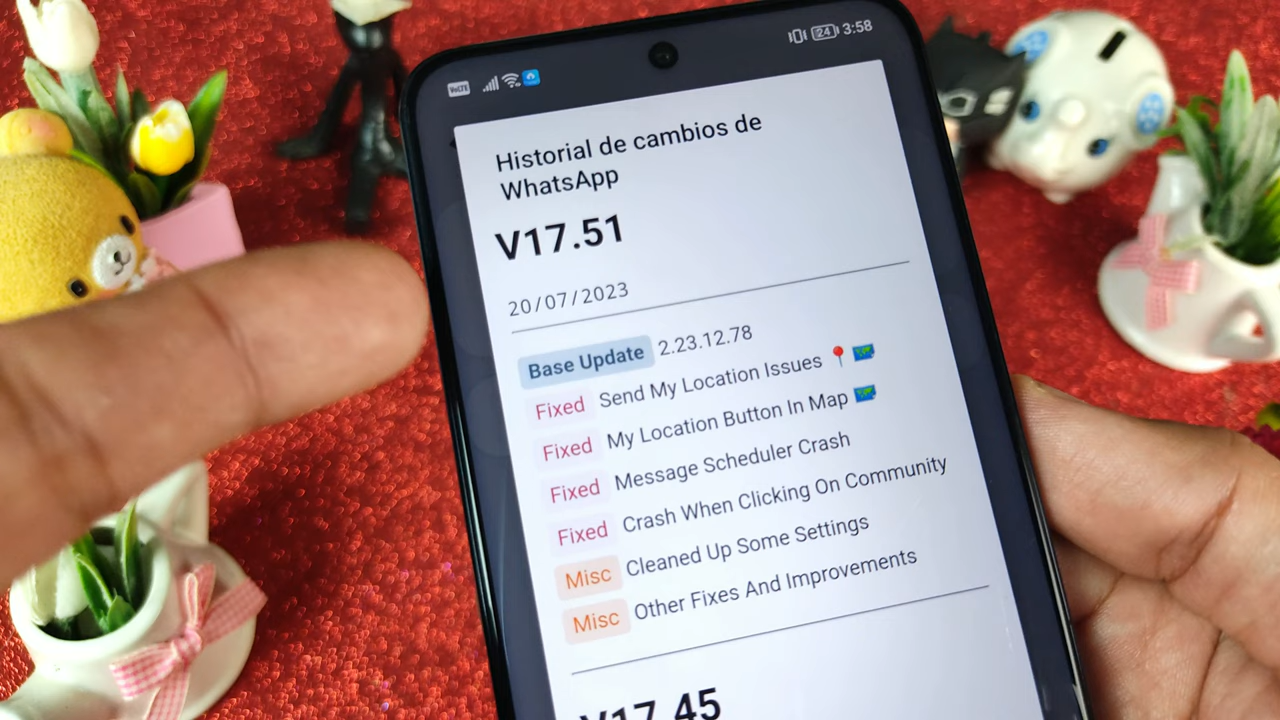 VoLTE
24 3:58
Historial de cambios de
WhatsApp
V17.51
20/07/2023
Base Update 2.23.12.78
Fixed Send My Location Issues 📍 🗺️
Fixed My Location Button In Map 🗺️
Fixed Message Scheduler Crash
Fixed Crash When Clicking On Community
Misc Cleaned Up Some Settings
Misc Other Fixes And Improvements
V17.45